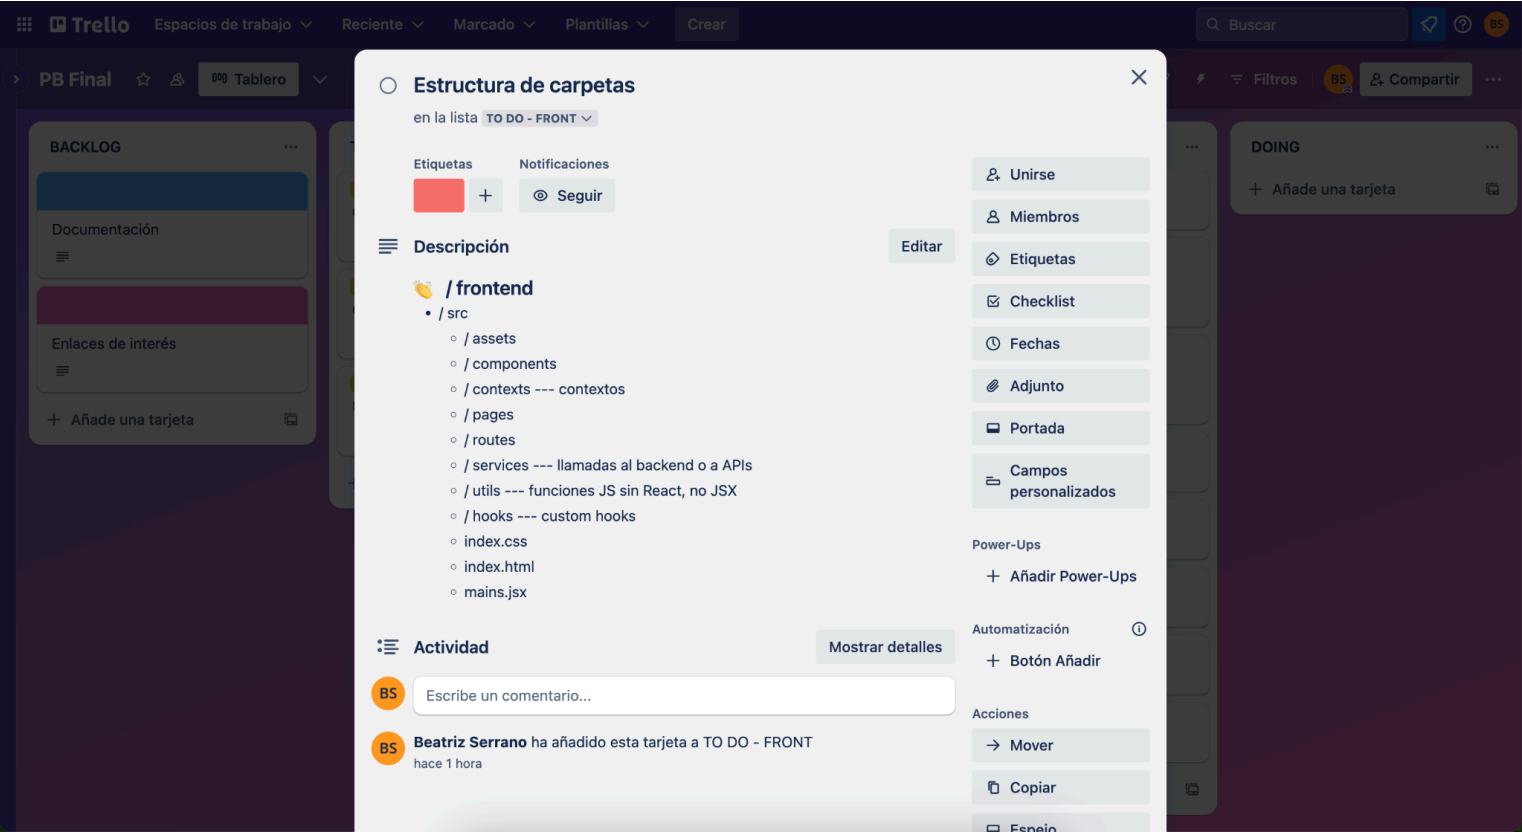 Trello
Espacios de trabajo
Reciente
Marcado
Plantillas
Crear
Buscar
BS
PB Final
Tablero
Filtros
BS
Compartir
BACKLOG
Documentación
Enlaces de interés
Añade una tarjeta
DOING
Añade una tarjeta
Estructura de carpetas
en la lista TO DO - FRONT
Etiquetas
Notificaciones
Seguir
Descripción
Editar
/ frontend
/ src
/ assets
/ components
/ contexts --- contextos
/ pages
/ routes
/ services --- llamadas al backend o a APIs
/ utils --- funciones JS sin React, no JSX
/ hooks --- custom hooks
index.css
index.html
mains.jsx
Actividad
Mostrar detalles
BS
Escribe un comentario...
BS
Beatriz Serrano ha añadido esta tarjeta a TO DO - FRONT
hace 1 hora
Unirse
Miembros
Etiquetas
Checklist
Fechas
Adjunto
Portada
Campos
personalizados
Power-Ups
Añadir Power-Ups
Automatización
Botón Añadir
Acciones
Mover
Copiar
Espejo